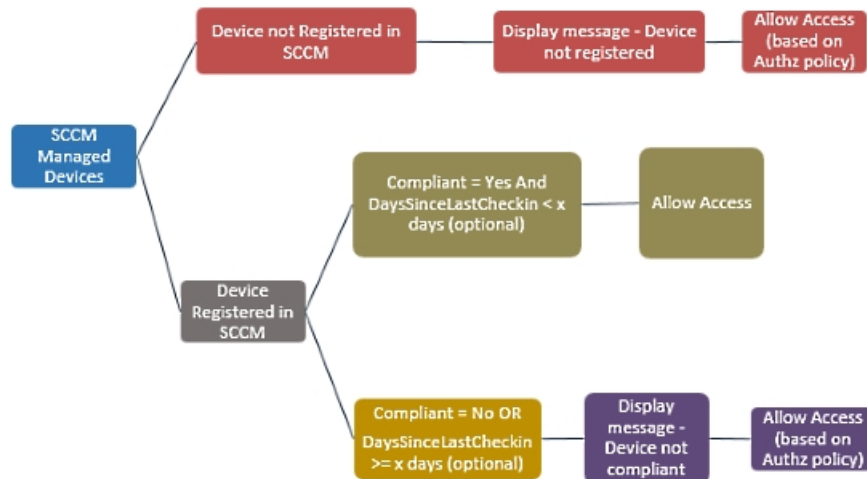 Device not Registered in
SCCM
Display message - Device
not registered
Allow Access
(based on
Authz policy)
SCCM
Managed
Devices
Compliant = Yes And
DaysSinceLastCheckin < x
days (optional)
Allow Access
Device
Registered in
SCCM
Compliant = No OR
DaysSinceLastCheckin
>= x days (optional)
Display
message -
Device not
compliant
Allow Access
(based on
Authz policy)